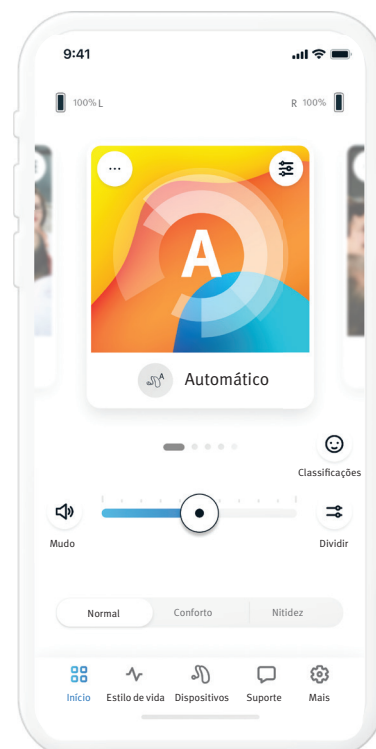 9:41
100% L
R 100%
A
A
Automático
Classificações
Mudo
Dividir
Normal Conforto Nitidez
Início Estilo de vida Dispositivos Suporte Mais